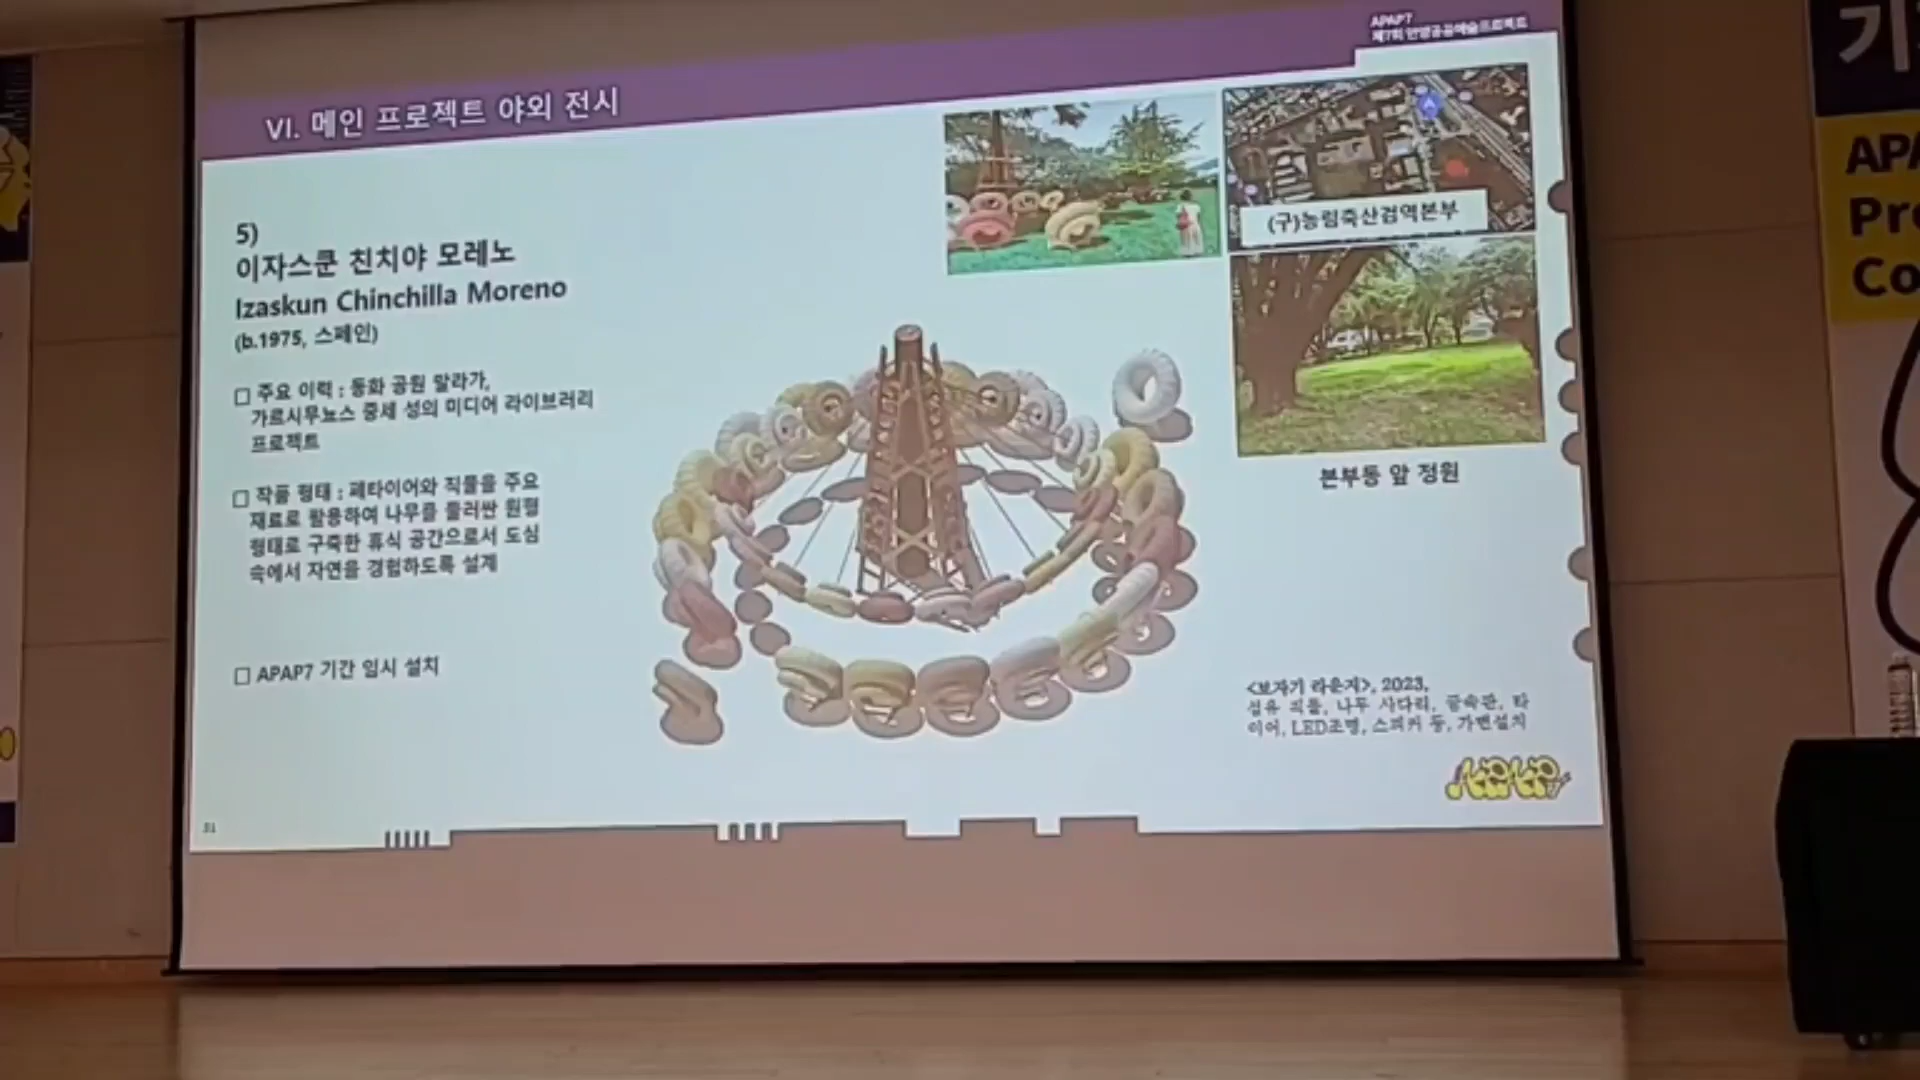 APAP7
제7회 안양공공예술프로젝트
VI. 메인 프로젝트 야외 전시
5)
이자스쿤 친치야 모레노
Izaskun Chinchilla Moreno
(b.1975, 스페인)
□ 주요 이력 : 동화 공원 말라가,
가르시무뇨스 중세 성의 미디어 라이브러리
프로젝트
□ 작품 형태 : 폐타이어와 직물을 주요
재료로 활용하여 나무를 둘러싼 원형
형태로 구축한 휴식 공간으로서 도심
속에서 자연을 경험하도록 설계
□ APAP7 기간 임시 설치
(구)농림축산검역본부
본부동 앞 정원
<보자기 라운지>, 2023,
섬유 직물, 나무 사다리, 금속관, 타
이어, LED조명, 스피커 등, 가변설치
31
기